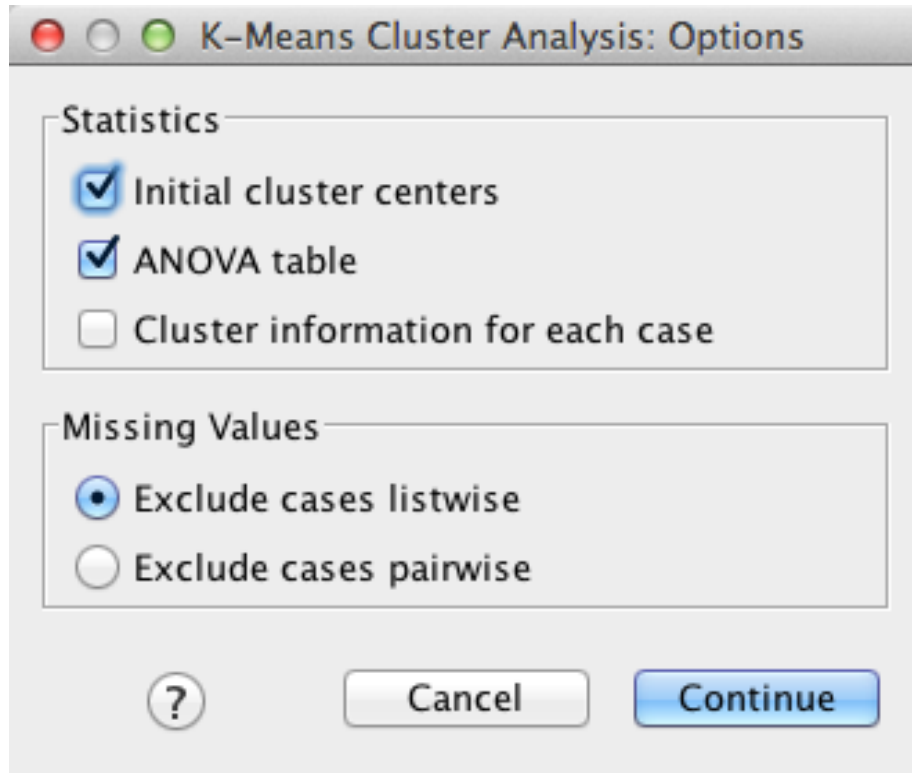 K-Means Cluster Analysis: Options
Statistics
Initial cluster centers
ANOVA table
Cluster information for each case
Missing Values
Exclude cases listwise
Exclude cases pairwise
? Cancel Continue